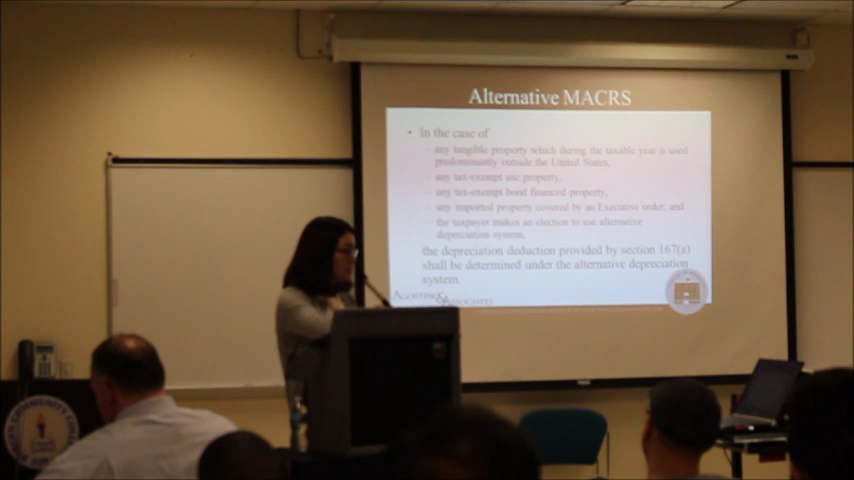 Alternative MACRS
• In the case of
– any tangible property which during the taxable year is used
predominantly outside the United States,
– any tax-exempt use property,
– any tax-exempt bond financed property,
– any imported property covered by an Executive order, and
– the taxpayer makes an election to use alternative
depreciation system,
the depreciation deduction provided by section 167(a)
shall be determined under the alternative depreciation
system.
AGOSTINO
& ASSOCIATES
COMMUNITY